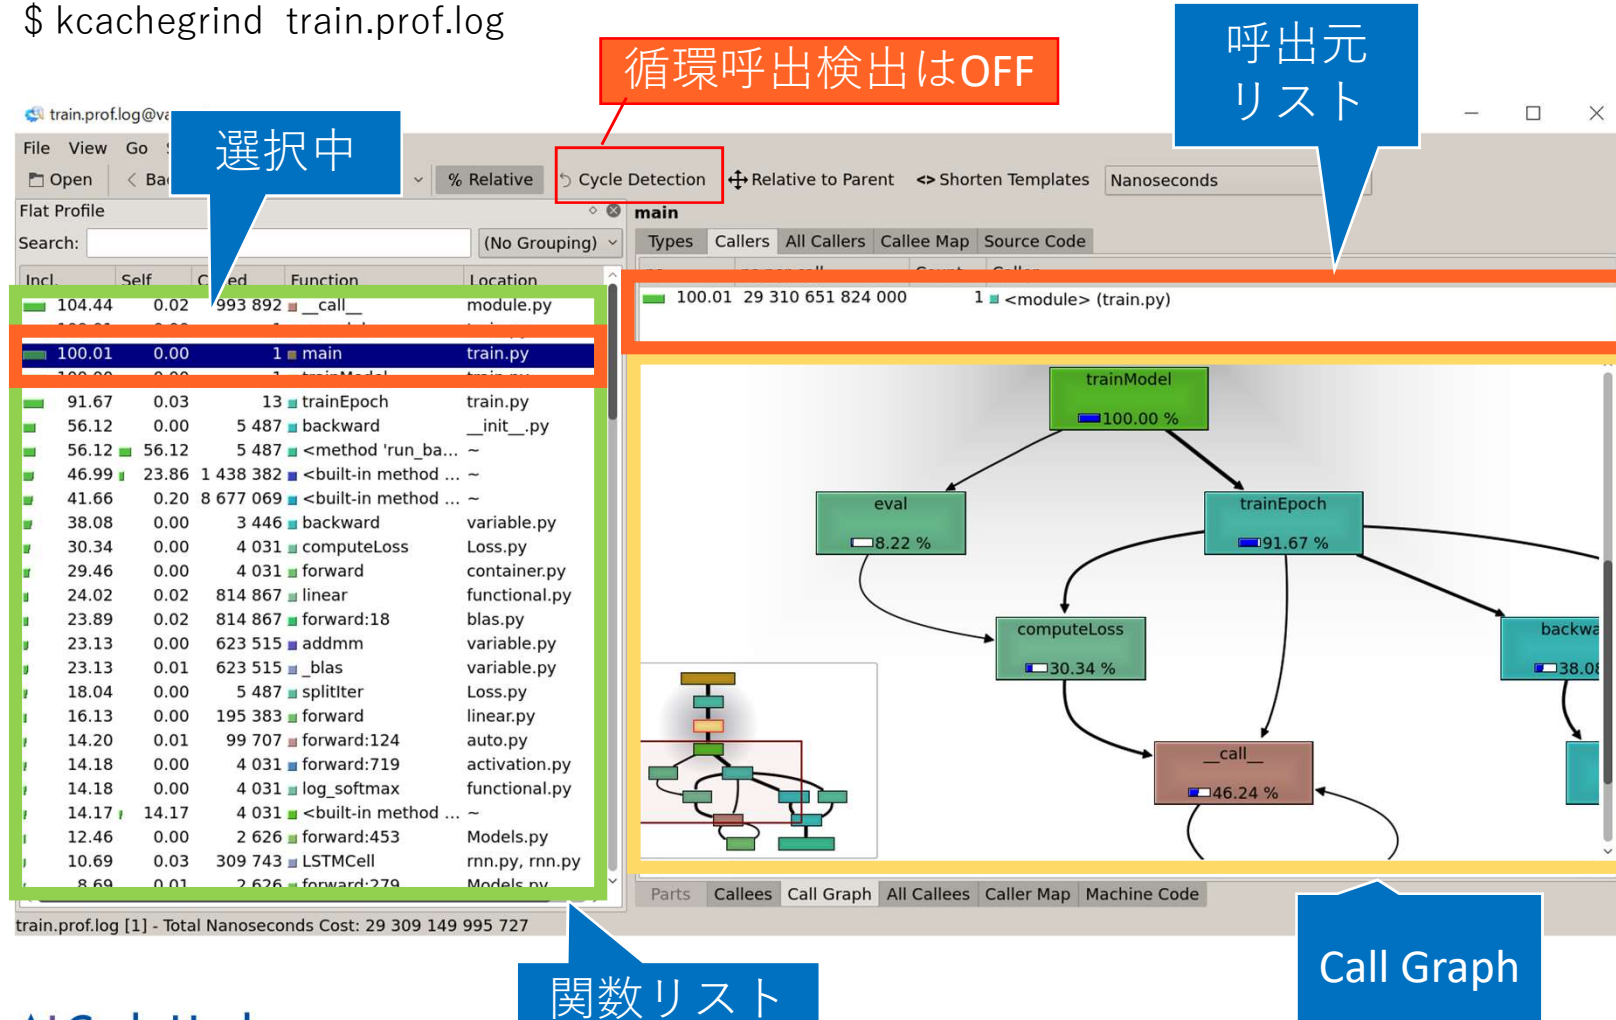 $ kcachegrind train.prof.log
循環呼出検出はOFF
呼出元
リスト
選択中
train.prof.log@va
File View Go
Open < Ba % Relative Cycle Detection Relative to Parent <> Shorten Templates Nanoseconds
Flat Profile
Search: (No Grouping)
Incl. Self Function Location
104.44 0.02 993 892 __call__ module.py
100.01 0.00 1 main train.py
91.67 0.03 13 trainEpoch train.py
56.12 0.00 5 487 backward __init__.py
56.12 56.12 5 487 <method 'run_ba... ~
46.99 23.86 1 438 382 <built-in method ... ~
41.66 0.20 8 677 069 <built-in method ... ~
38.08 0.00 3 446 backward variable.py
30.34 0.00 4 031 computeLoss Loss.py
29.46 0.00 4 031 forward container.py
24.02 0.02 814 867 linear functional.py
23.89 0.02 814 867 forward:18 blas.py
23.13 0.00 623 515 addmm variable.py
23.13 0.01 623 515 _blas variable.py
18.04 0.00 5 487 splitIter Loss.py
16.13 0.00 195 383 forward linear.py
14.20 0.01 99 707 forward:124 auto.py
14.18 0.00 4 031 forward:719 activation.py
14.18 0.00 4 031 log_softmax functional.py
14.17 14.17 4 031 <built-in method ... ~
12.46 0.00 2 626 forward:453 Models.py
10.69 0.03 309 743 LSTMCell rnn.py, rnn.py
8.69 0.01 2 626 forward:279 Models.py
train.prof.log [1] - Total Nanoseconds Cost: 29 309 149 995 727
main
Types Callers All Callers Callee Map Source Code
100.01 29 310 651 824 000 1 <module> (train.py)
trainModel
100.00 %
eval
8.22 %
trainEpoch
91.67 %
computeLoss
30.34 %
backwa
38.08
__call__
46.24 %
Parts Callees Call Graph All Callees Caller Map Machine Code
関数リスト
Call Graph